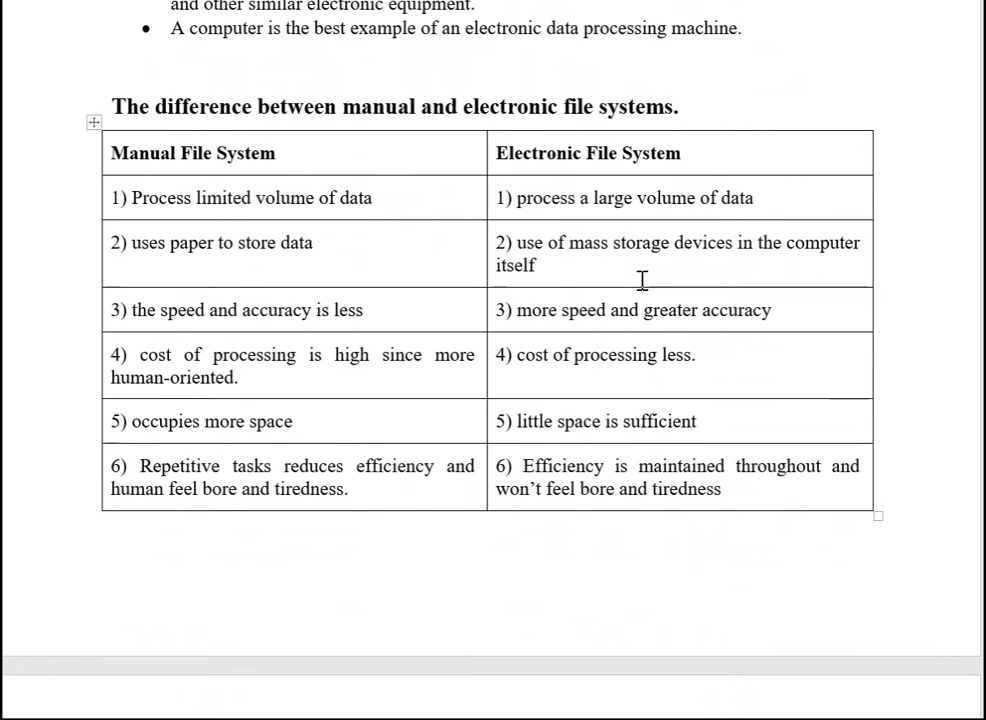 and other similar electronic equipment.
• A computer is the best example of an electronic data processing machine.
The difference between manual and electronic file systems.
Manual File System
Electronic File System
1) Process limited volume of data
1) process a large volume of data
2) uses paper to store data
2) use of mass storage devices in the computer
itself
3) the speed and accuracy is less
3) more speed and greater accuracy
4) cost of processing is high since more
human-oriented.
4) cost of processing less.
5) occupies more space
5) little space is sufficient
6) Repetitive tasks reduces efficiency and
human feel bore and tiredness.
6) Efficiency is maintained throughout and
won’t feel bore and tiredness